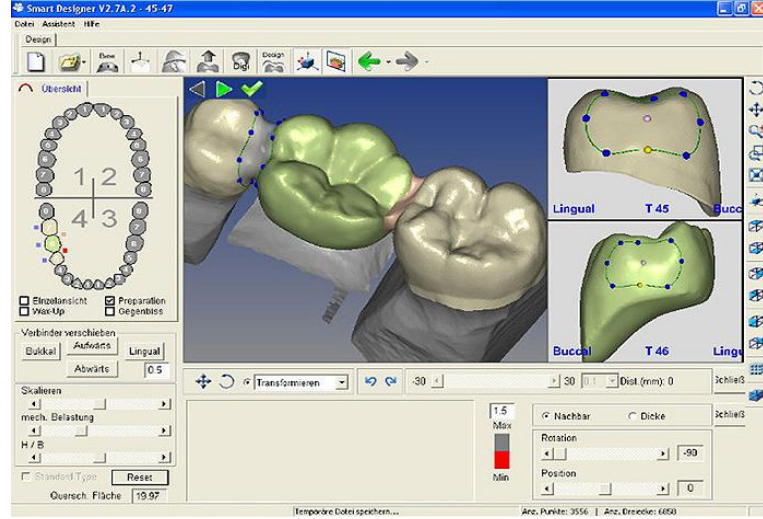 Smart Designer V2.7A.2 - 45-47
Datei Assistent Hilfe
Design
Digi
Design
Übersicht
1 2
4 3
Lingual T 45 Bucc
Buccal T 46 Lingu
Einzelansicht Preparation
Wax-Up Gegenbiss
Verbinder verschieben
Bukkal Aufwärts Lingual
Abwärts 0.5
Transformieren -30 30 0.1 Dist.(mm): 0 Schließ
Skalieren
mech. Belastung
H / B
Standard Type Reset
Quersch. Fläche 19.97
1.5
Max
Min
Nachbar Dicke Schließ
Rotation
-90
Position
0
Temporäre Datei speichern...
Anz. Punkte: 3556 | Anz. Dreiecke: 6858